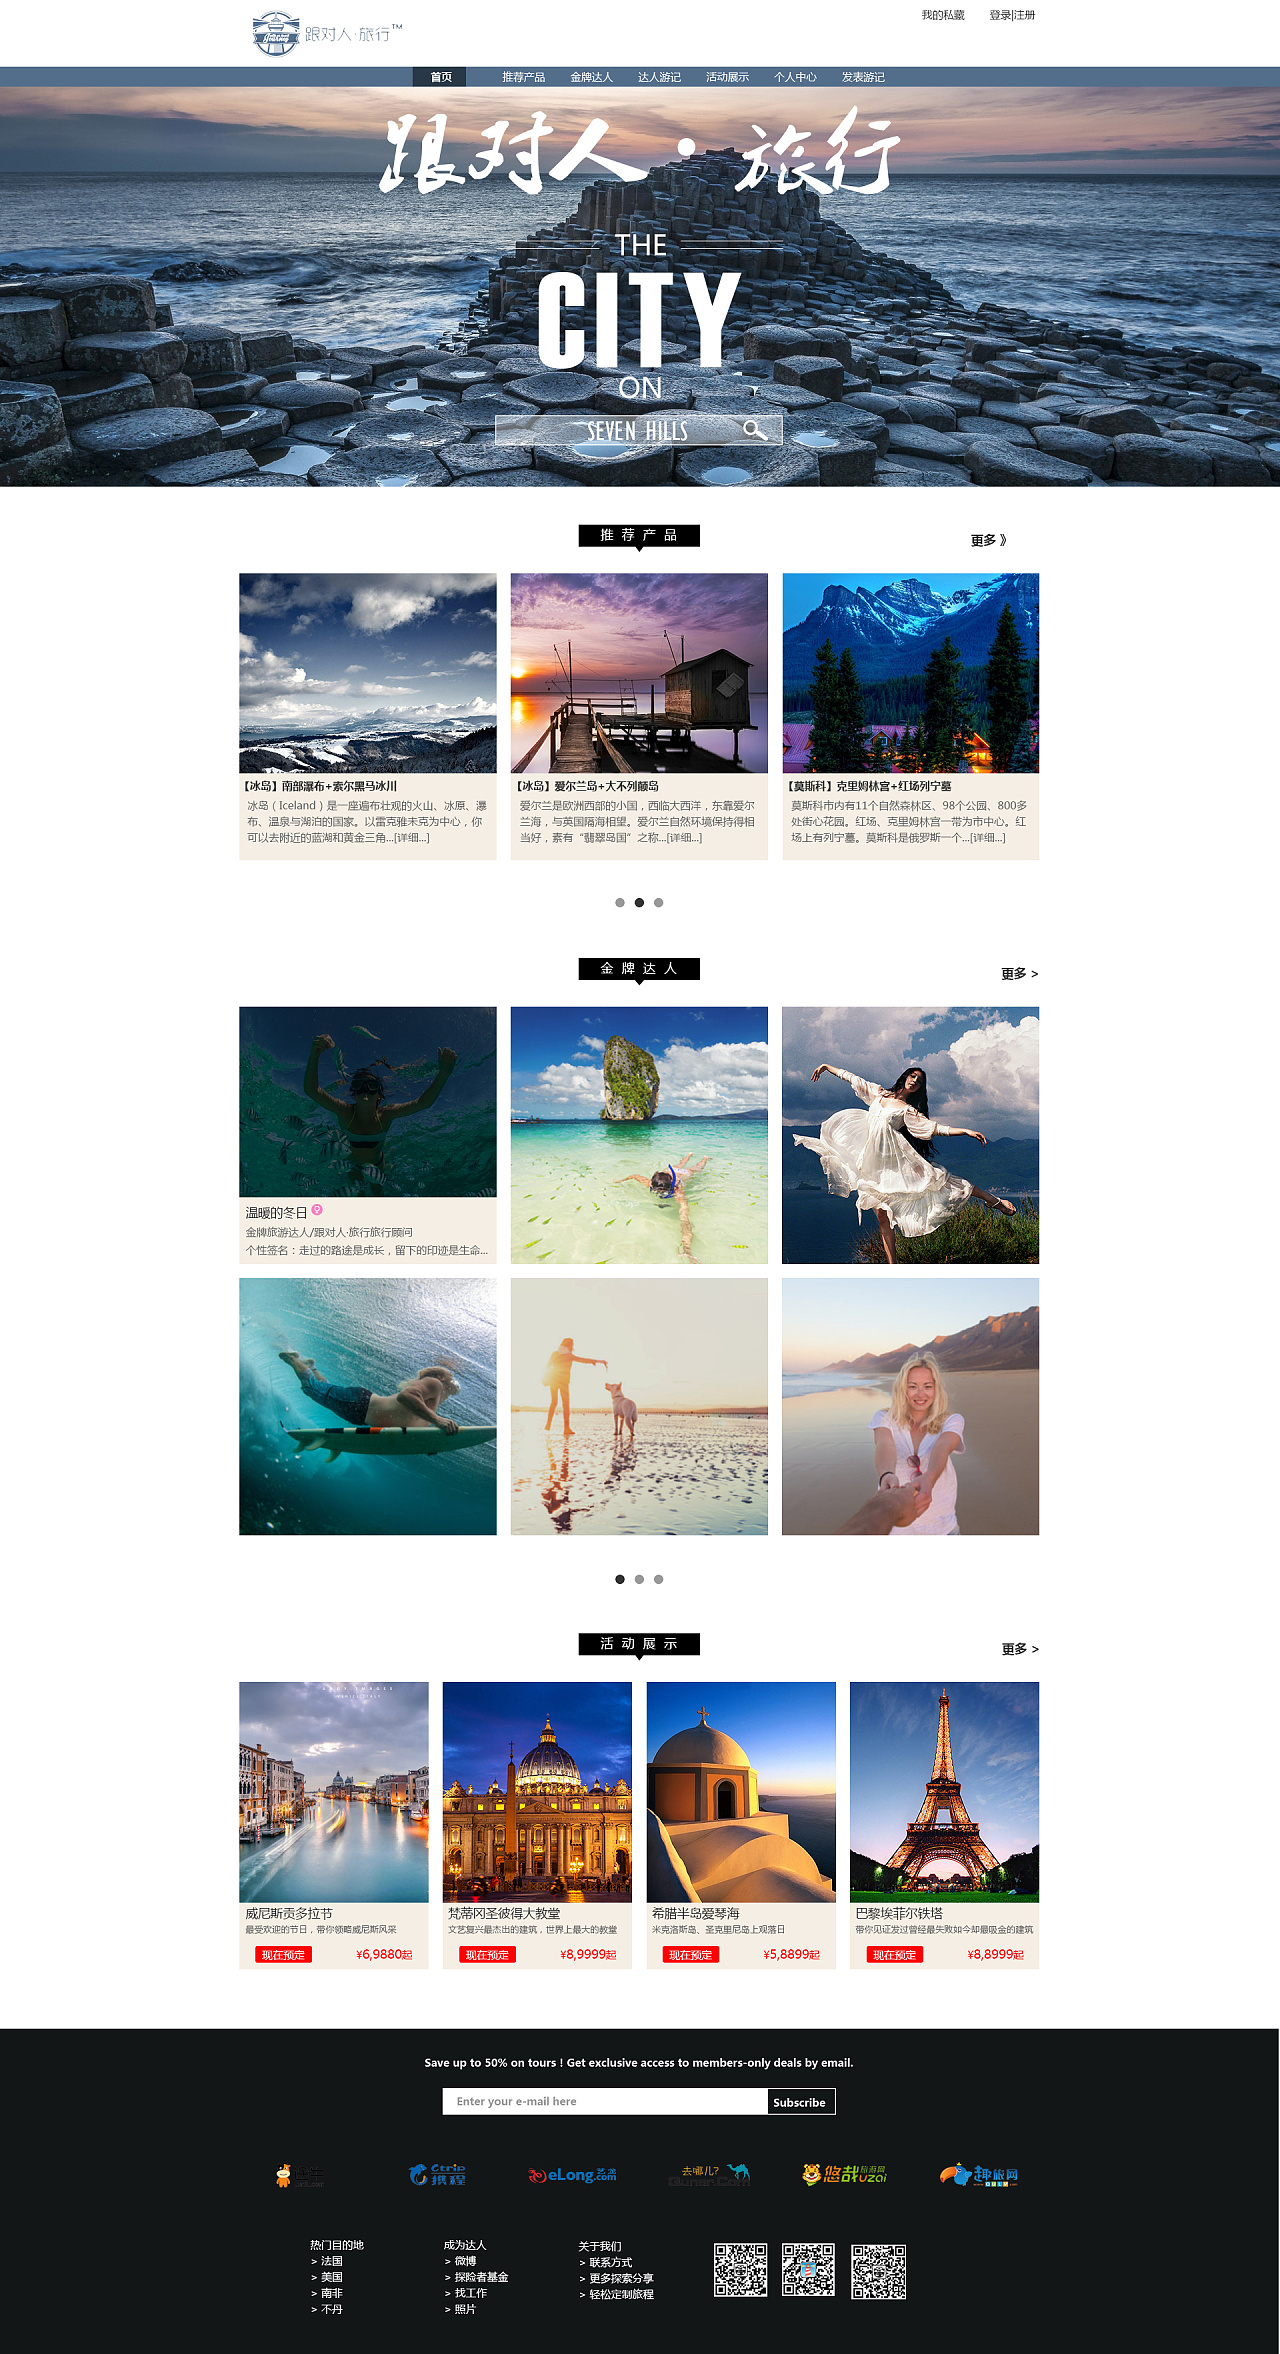 我的私藏 登录|注册
跟对人·旅行™
首页 推荐产品 金牌达人 达人游记 活动展示 个人中心 发表游记
跟对人·旅行
THE
CITY
ON
SEVEN HILLS
推荐产品
更多 》
【冰岛】南部瀑布+索尔黑马冰川
冰岛（Iceland）是一座遍布壮观的火山、冰原、瀑
布、温泉与湖泊的国家。以雷克雅未克为中心，你
可以去附近的蓝湖和黄金三角...[详细...]
【冰岛】爱尔兰岛+大不列颠岛
爱尔兰是欧洲西部的小国，西临大西洋，东靠爱尔
兰海，与英国隔海相望。爱尔兰自然环境保持得相
当好，素有“翡翠岛国”之称...[详细...]
【莫斯科】克里姆林宫+红场列宁墓
莫斯科市内有11个自然森林区、98个公园、800多
处街心花园。红场、克里姆林宫一带为市中心。红
场上有列宁墓。莫斯科是俄罗斯一个...[详细...]
金牌达人
更多 >
温暖的冬日
金牌旅游达人/跟对人·旅行旅行顾问
个性签名：走过的路途是成长，留下的印迹是生命...
活动展示
更多 >
威尼斯贡多拉节
最受欢迎的节日，带你领略威尼斯风采
现在预定 ¥6,9880起
梵蒂冈圣彼得大教堂
文艺复兴最杰出的建筑，世界上最大的教堂
现在预定 ¥8,9999起
希腊半岛爱琴海
米克洛斯岛、圣克里尼岛上观落日
现在预定 ¥5,8899起
巴黎埃菲尔铁塔
带你见证发过曾经最失败如今却最吸金的建筑
现在预定 ¥8,8999起
Save up to 50% on tours ! Get exclusive access to members-only deals by email.
Enter your e-mail here Subscribe
Ctrip
携程
eLong艺龙
.com
去哪儿?
Qunar.Com
悠哉旅游网
UZai
趣旅网
热门目的地
> 法国
> 美国
> 南非
> 不丹
成为达人
> 微博
> 探险者基金
> 找工作
> 照片
关于我们
> 联系方式
> 更多探索分享
> 轻松定制旅程